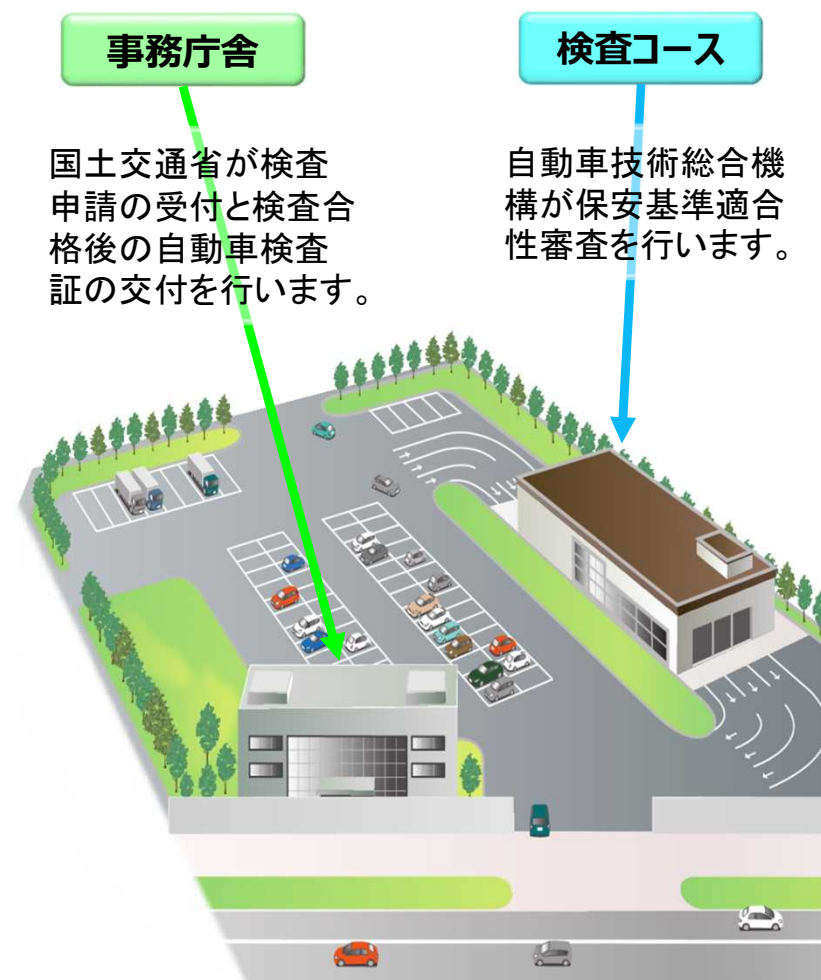 事務庁舎
国土交通省が検査
申請の受付と検査合
格後の自動車検査
証の交付を行います。
検査コース
自動車技術総合機
構が保安基準適合
性審査を行います。